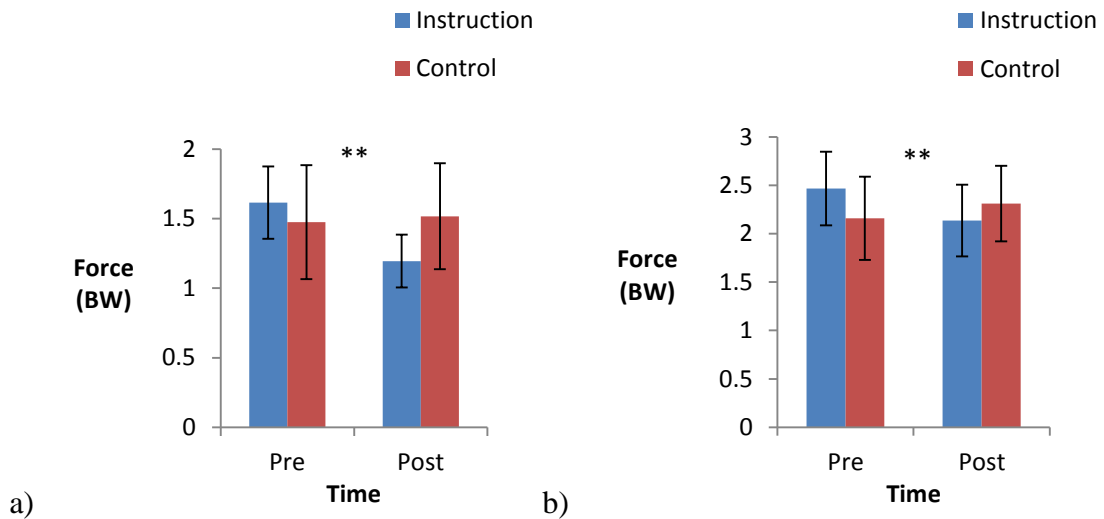 Instruction
Control
2
1.5
1
0.5
0
**
Force
(BW)
Pre
Post
Time
a)
Instruction
Control
3
2.5
2
1.5
1
0.5
0
**
Force
(BW)
Pre
Post
Time
b)